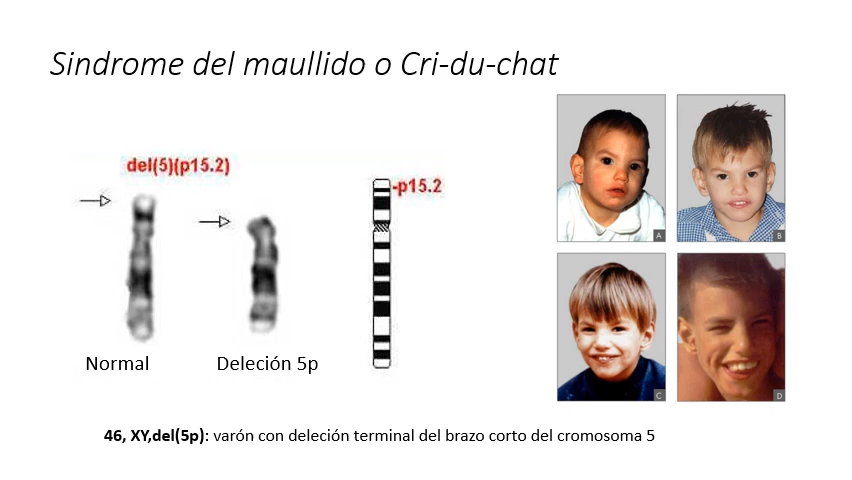 Sindrome del maullido o Cri-du-chat
del(5)(p15.2)
-p15.2
Normal
Deleción 5p
A
B
C
D
46, XY,del(5p): varón con deleción terminal del brazo corto del cromosoma 5